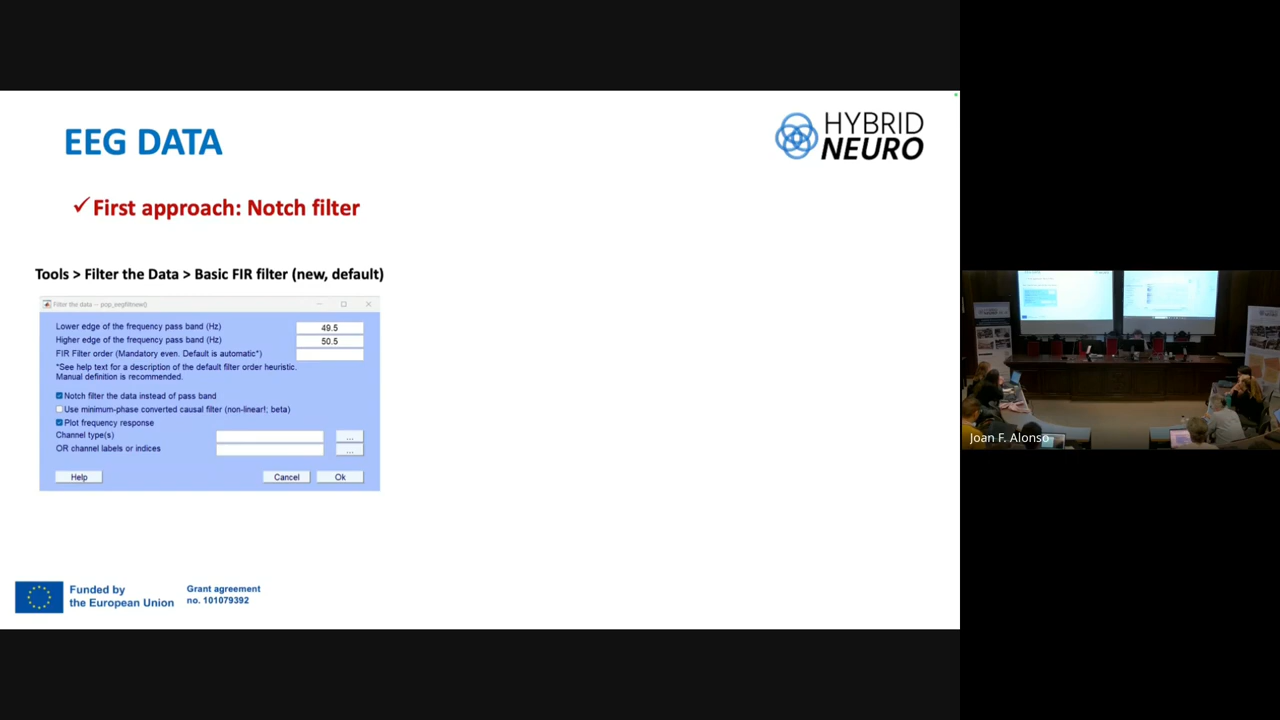 EEG DATA
HYBRID
NEURO
✓First approach: Notch filter
Tools > Filter the Data > Basic FIR filter (new, default)
Filter the data -- pop_eegfiltnew()
Lower edge of the frequency pass band (Hz) 49.5
Higher edge of the frequency pass band (Hz) 50.5
FIR Filter order (Mandatory even. Default is automatic*)
*See help text for a description of the default filter order heuristic.
Manual definition is recommended.
Notch filter the data instead of pass band
Use minimum-phase converted causal filter (non-linear!; beta)
Plot frequency response
Channel type(s) ...
OR channel labels or indices ...
Help Cancel Ok
Funded by
the European Union
Grant agreement
no. 101079392
Joan F. Alonso